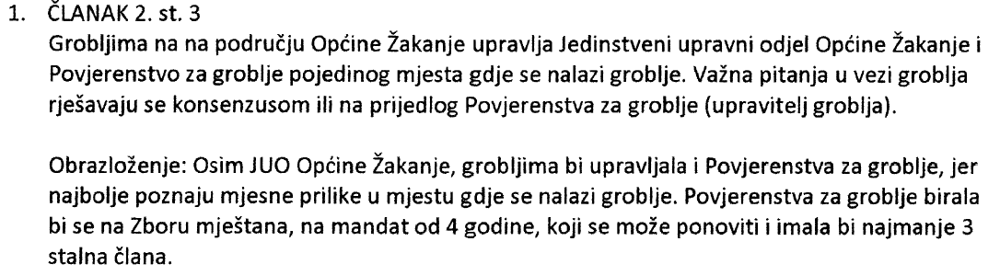 1. ČLANAK 2. st. 3
Grobljima na na području Općine Žakanje upravlja Jedinstveni upravni odjel Općine Žakanje i
Povjerenstvo za groblje pojedinog mjesta gdje se nalazi groblje. Važna pitanja u vezi groblja
rješavaju se konsenzusom ili na prijedlog Povjerenstva za groblje (upravitelj groblja).
Obrazloženje: Osim JUO Općine Žakanje, grobljima bi upravljala i Povjerenstva za groblje, jer
najbolje poznaju mjesne prilike u mjestu gdje se nalazi groblje. Povjerenstva za groblje birala
bi se na Zboru mještana, na mandat od 4 godine, koji se može ponoviti i imala bi najmanje 3
stalna člana.